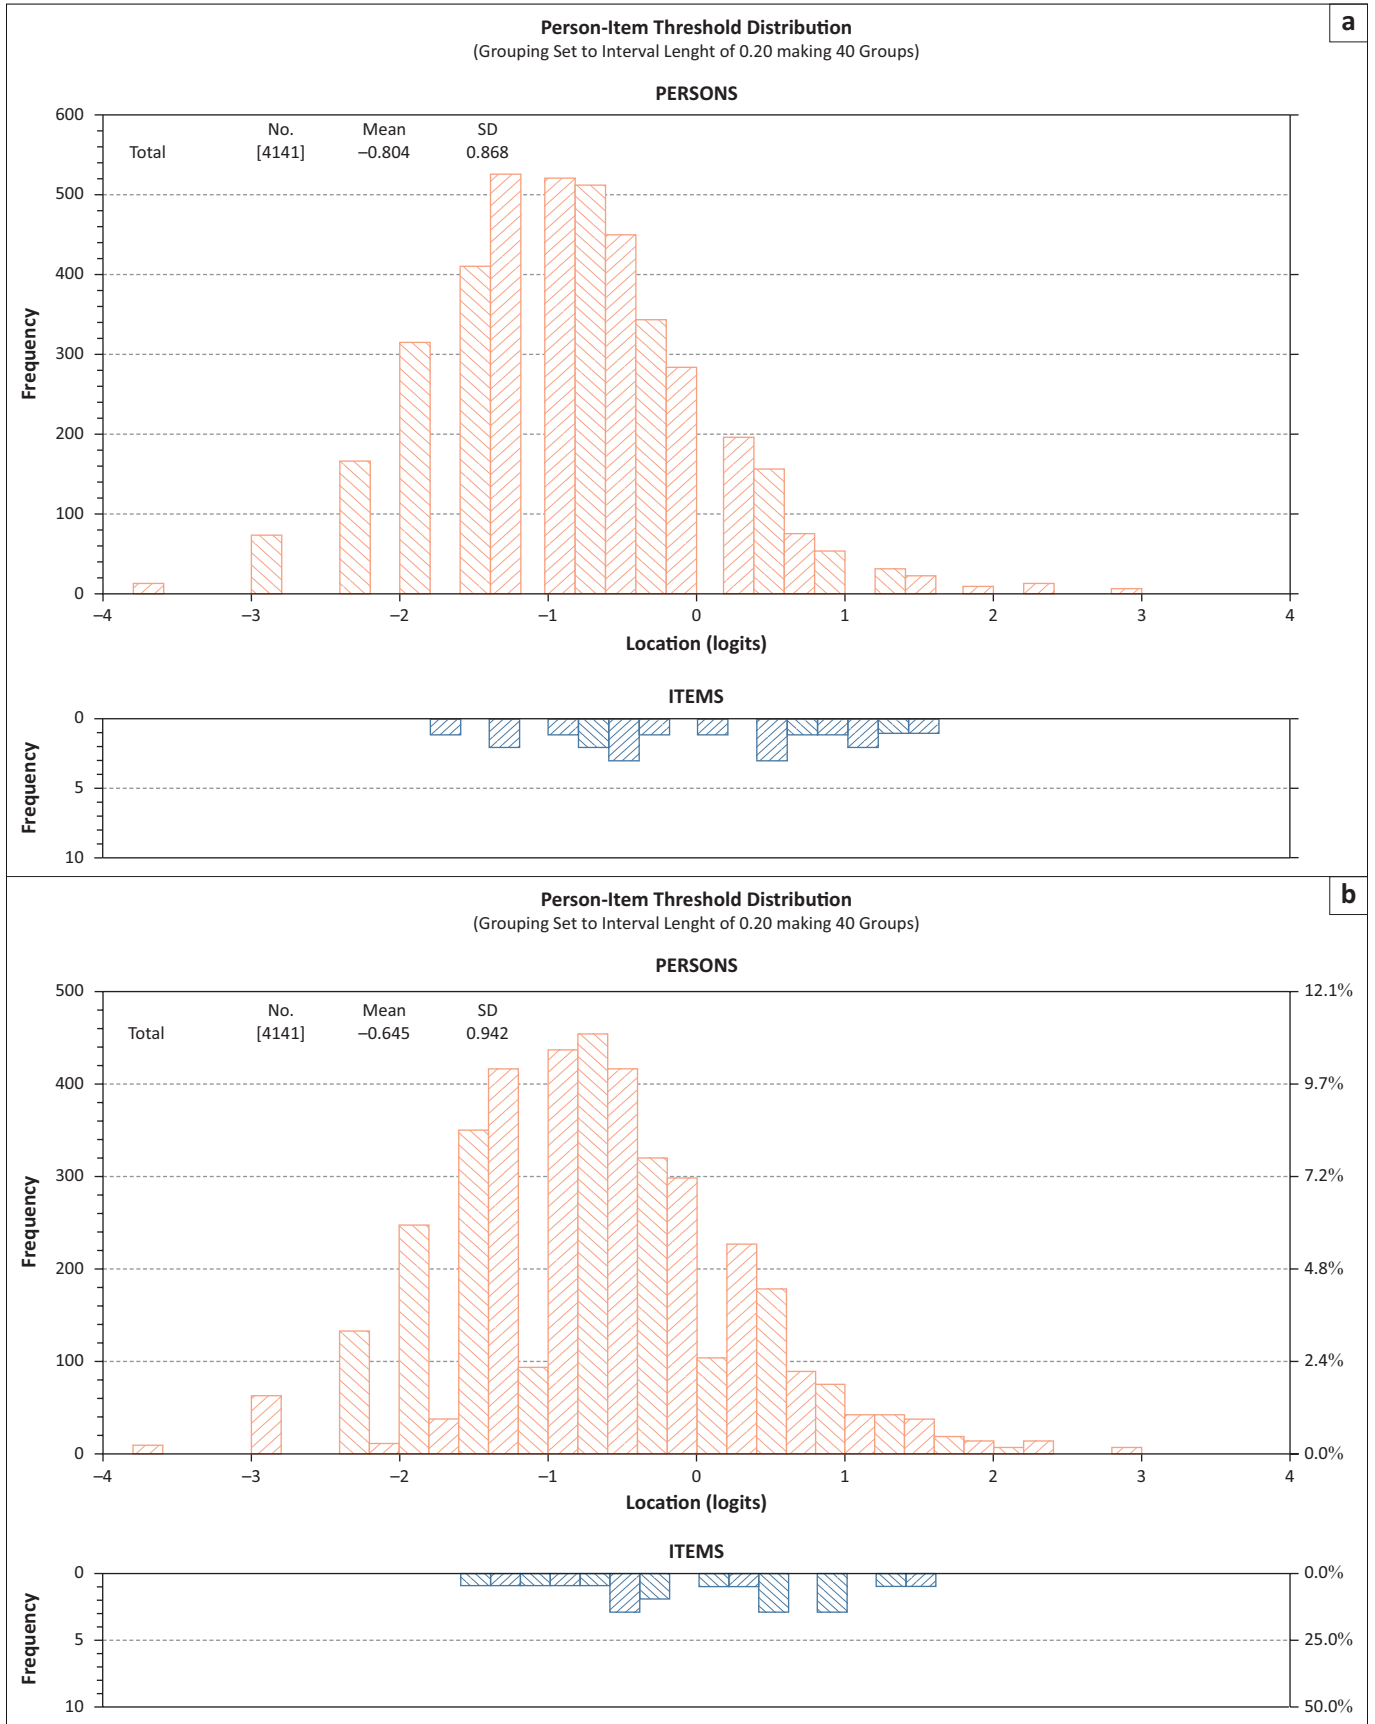 a
Person-Item Threshold Distribution
(Grouping Set to Interval Lenght of 0.20 making 40 Groups)
PERSONS
No. Mean SD
Total [4141] –0.804 0.868
600
500
400
300
200
100
0
Frequency
–4 –3 –2 –1 0 1 2 3 4
Location (logits)
ITEMS
0
5
10
Frequency
b
Person-Item Threshold Distribution
(Grouping Set to Interval Lenght of 0.20 making 40 Groups)
PERSONS
No. Mean SD
Total [4141] –0.645 0.942
500 12.1%
400 9.7%
300 7.2%
200 4.8%
100 2.4%
0 0.0%
Frequency
–4 –3 –2 –1 0 1 2 3 4
Location (logits)
ITEMS
0 0.0%
5 25.0%
10 50.0%
Frequency